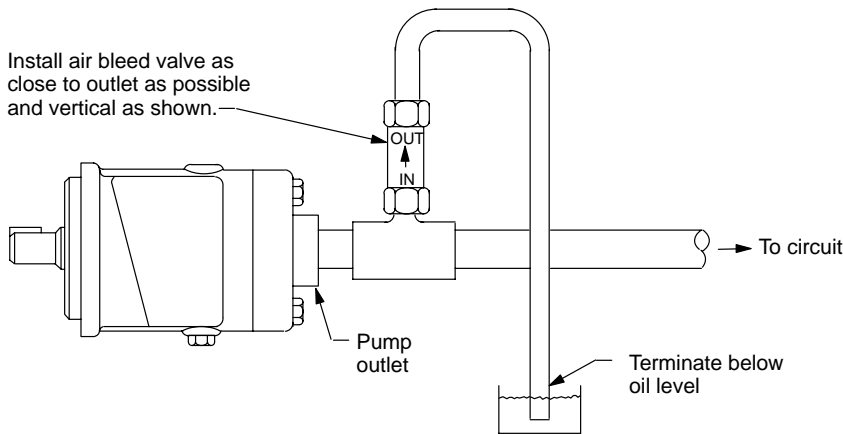 Install air bleed valve as
close to outlet as possible
and vertical as shown.
OUT
IN
To circuit
Pump
outlet
Terminate below
oil level